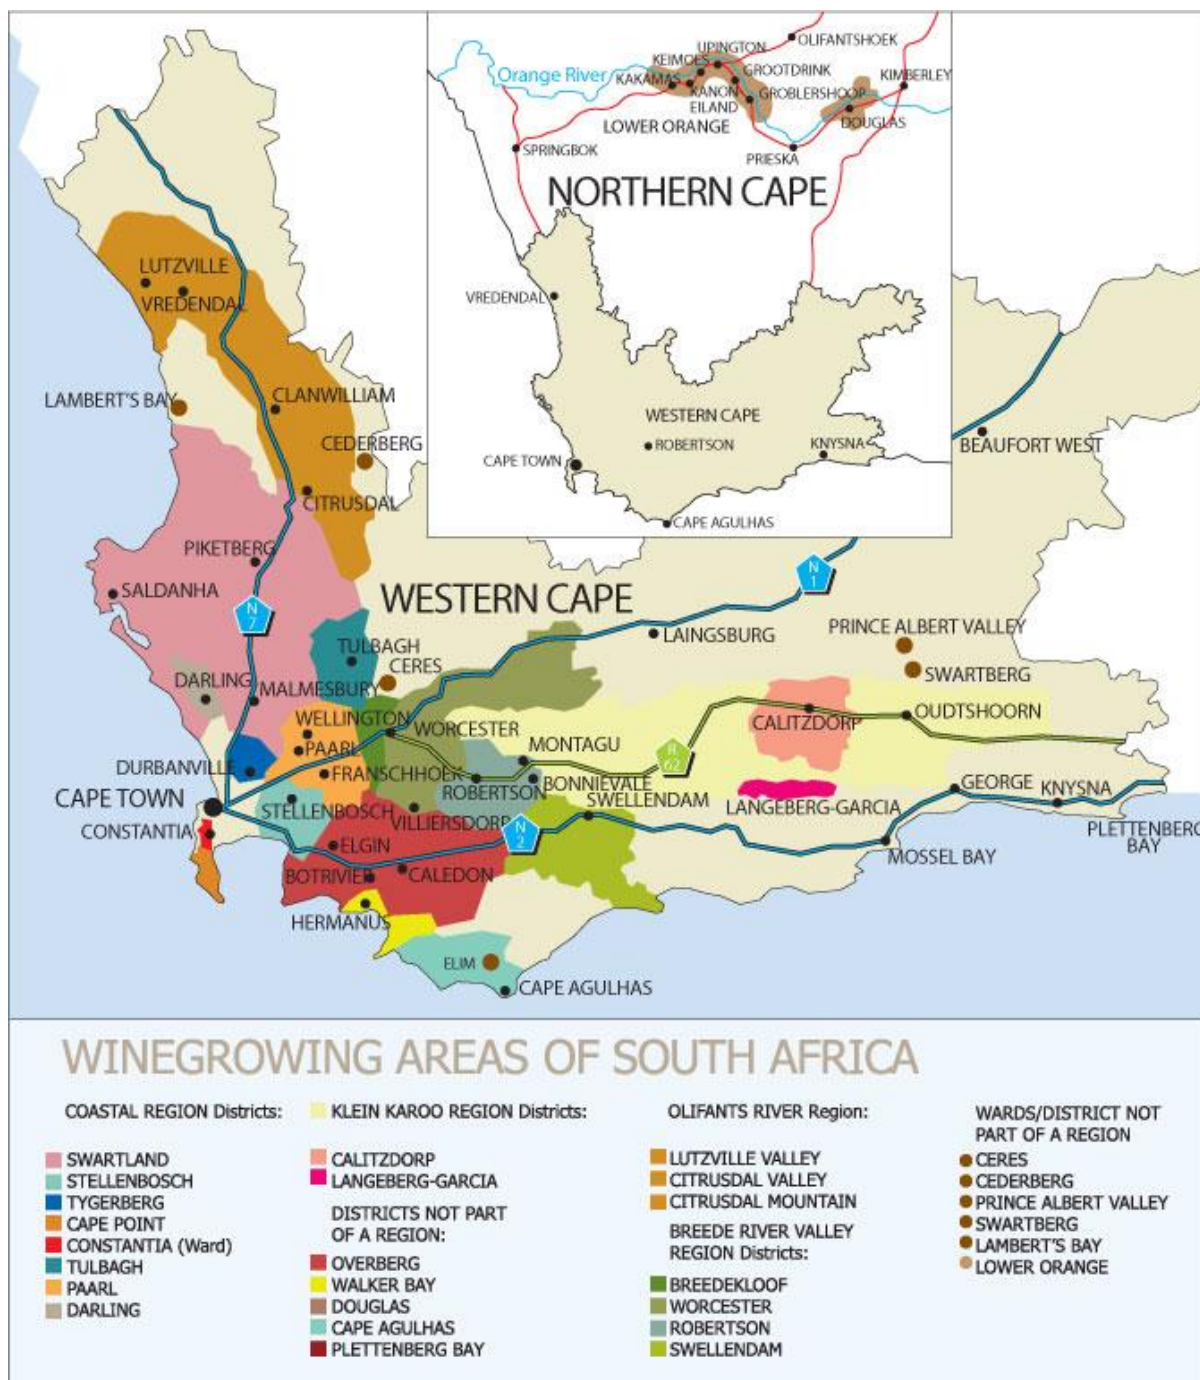 OLIFANTSHOEK
UPINGTON
KEIMOES
Orange River
KAKAMAS
GROOTDRINK
KIMBERLEY
KANON
EILAND
GROBLERSHOOP
LOWER ORANGE
DOUGLAS
SPRINGBOK
PRIESKA
NORTHERN CAPE
VREDENDAL
WESTERN CAPE
ROBERTSON
KNYSNA
CAPE TOWN
CAPE AGULHAS
LUTZVILLE
VREDENDAL
LAMBERT'S BAY
CLANWILLIAM
CEDERBERG
BEAUFORT WEST
CITRUSDAL
PIKETBERG
SALDANHA
WESTERN CAPE
N
1
N
7
LAINGSBURG
PRINCE ALBERT VALLEY
TULBAGH
CERES
SWARTBERG
DARLING
MALMESBURY
WELLINGTON
WORCESTER
CALITZDORP
OUDTSHOORN
PAARL
MONTAGU
R
62
DURBANVILLE
FRANSCHHOEK
ROBERTSON
BONNIEVALE
GEORGE
KNYSNA
CAPE TOWN
STELLENBOSCH
VILLIERSDORP
SWELLENDAM
LANGEBERG-GARCIA
CONSTANTIA
N
2
PLETTENBERG
BAY
ELGIN
MOSSEL BAY
BOTRIVIER
CALEDON
HERMANUS
ELIM
CAPE AGULHAS
WINEGROWING AREAS OF SOUTH AFRICA
COASTAL REGION Districts:
SWARTLAND
STELLENBOSCH
TYGERBERG
CAPE POINT
CONSTANTIA (Ward)
TULBAGH
PAARL
DARLING
KLEIN KAROO REGION Districts:
CALITZDORP
LANGEBERG-GARCIA
DISTRICTS NOT PART
OF A REGION:
OVERBERG
WALKER BAY
DOUGLAS
CAPE AGULHAS
PLETTENBERG BAY
OLIFANTS RIVER Region:
LUTZVILLE VALLEY
CITRUSDAL VALLEY
CITRUSDAL MOUNTAIN
BREEDE RIVER VALLEY
REGION Districts:
BREEDEKLOOF
WORCESTER
ROBERTSON
SWELLENDAM
WARDS/DISTRICT NOT
PART OF A REGION
CERES
CEDERBERG
PRINCE ALBERT VALLEY
SWARTBERG
LAMBERT'S BAY
LOWER ORANGE